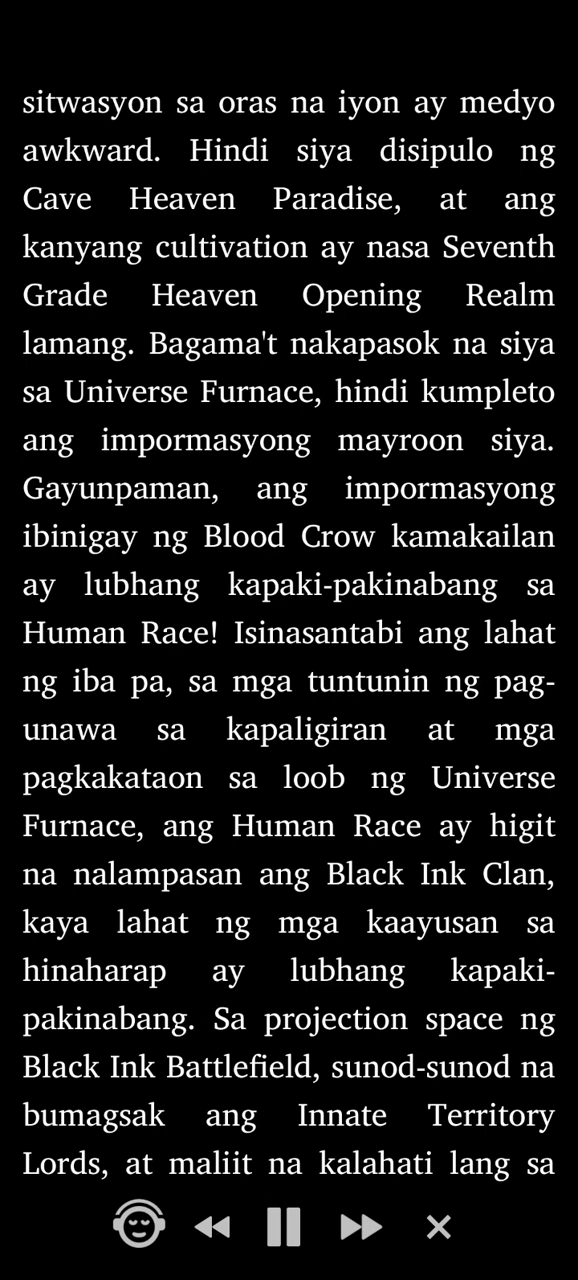 sitwasyon sa oras na iyon ay medyo
awkward. Hindi siya disipulo ng
Cave Heaven Paradise, at ang
kanyang cultivation ay nasa Seventh
Grade Heaven Opening Realm
lamang. Bagama't nakapasok na siya
sa Universe Furnace, hindi kumpleto
ang impormasyong mayroon siya.
Gayunpaman, ang impormasyong
ibinigay ng Blood Crow kamakailan
ay lubhang kapaki-pakinabang sa
Human Race! Isinasantabi ang lahat
ng iba pa, sa mga tuntunin ng pag-
unawa sa kapaligiran at mga
pagkakataon sa loob ng Universe
Furnace, ang Human Race ay higit
na nalampasan ang Black Ink Clan,
kaya lahat ng mga kaayusan sa
hinaharap ay lubhang kapaki-
pakinabang. Sa projection space ng
Black Ink Battlefield, sunod-sunod na
bumagsak ang Innate Territory
Lords, at maliit na kalahati lang sa